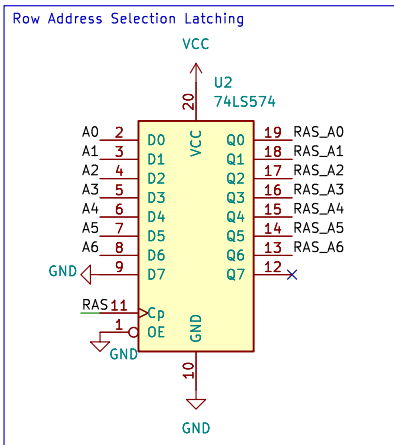 Row Address Selection Latching
VCC
U2
74LS574
20
VCC
A0 2 D0 Q0 19 RAS_A0
A1 3 D1 Q1 18 RAS_A1
A2 4 D2 Q2 17 RAS_A2
A3 5 D3 Q3 16 RAS_A3
A4 6 D4 Q4 15 RAS_A4
A5 7 D5 Q5 14 RAS_A5
A6 8 D6 Q6 13 RAS_A6
GND 9 D7 Q7 12
RAS 11 Cp
1 OE
GND
GND
10
GND